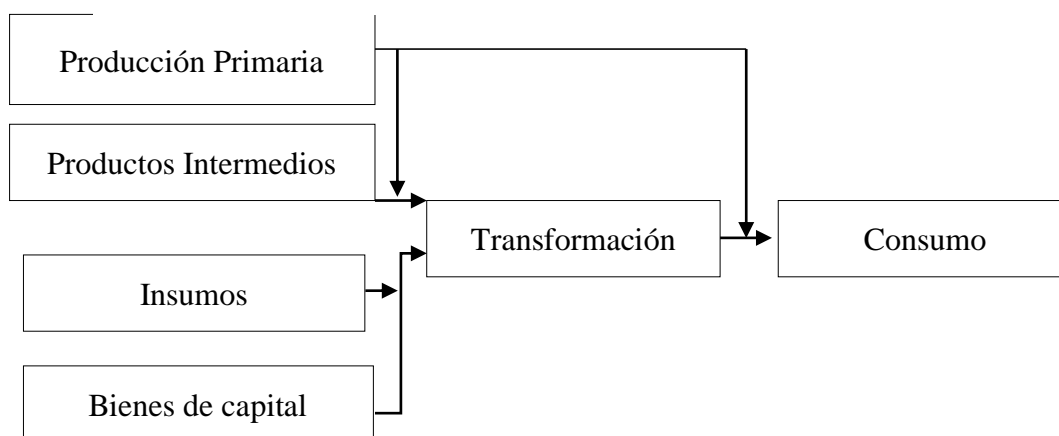 Producción Primaria
Productos Intermedios
Transformación
Consumo
Insumos
Bienes de capital